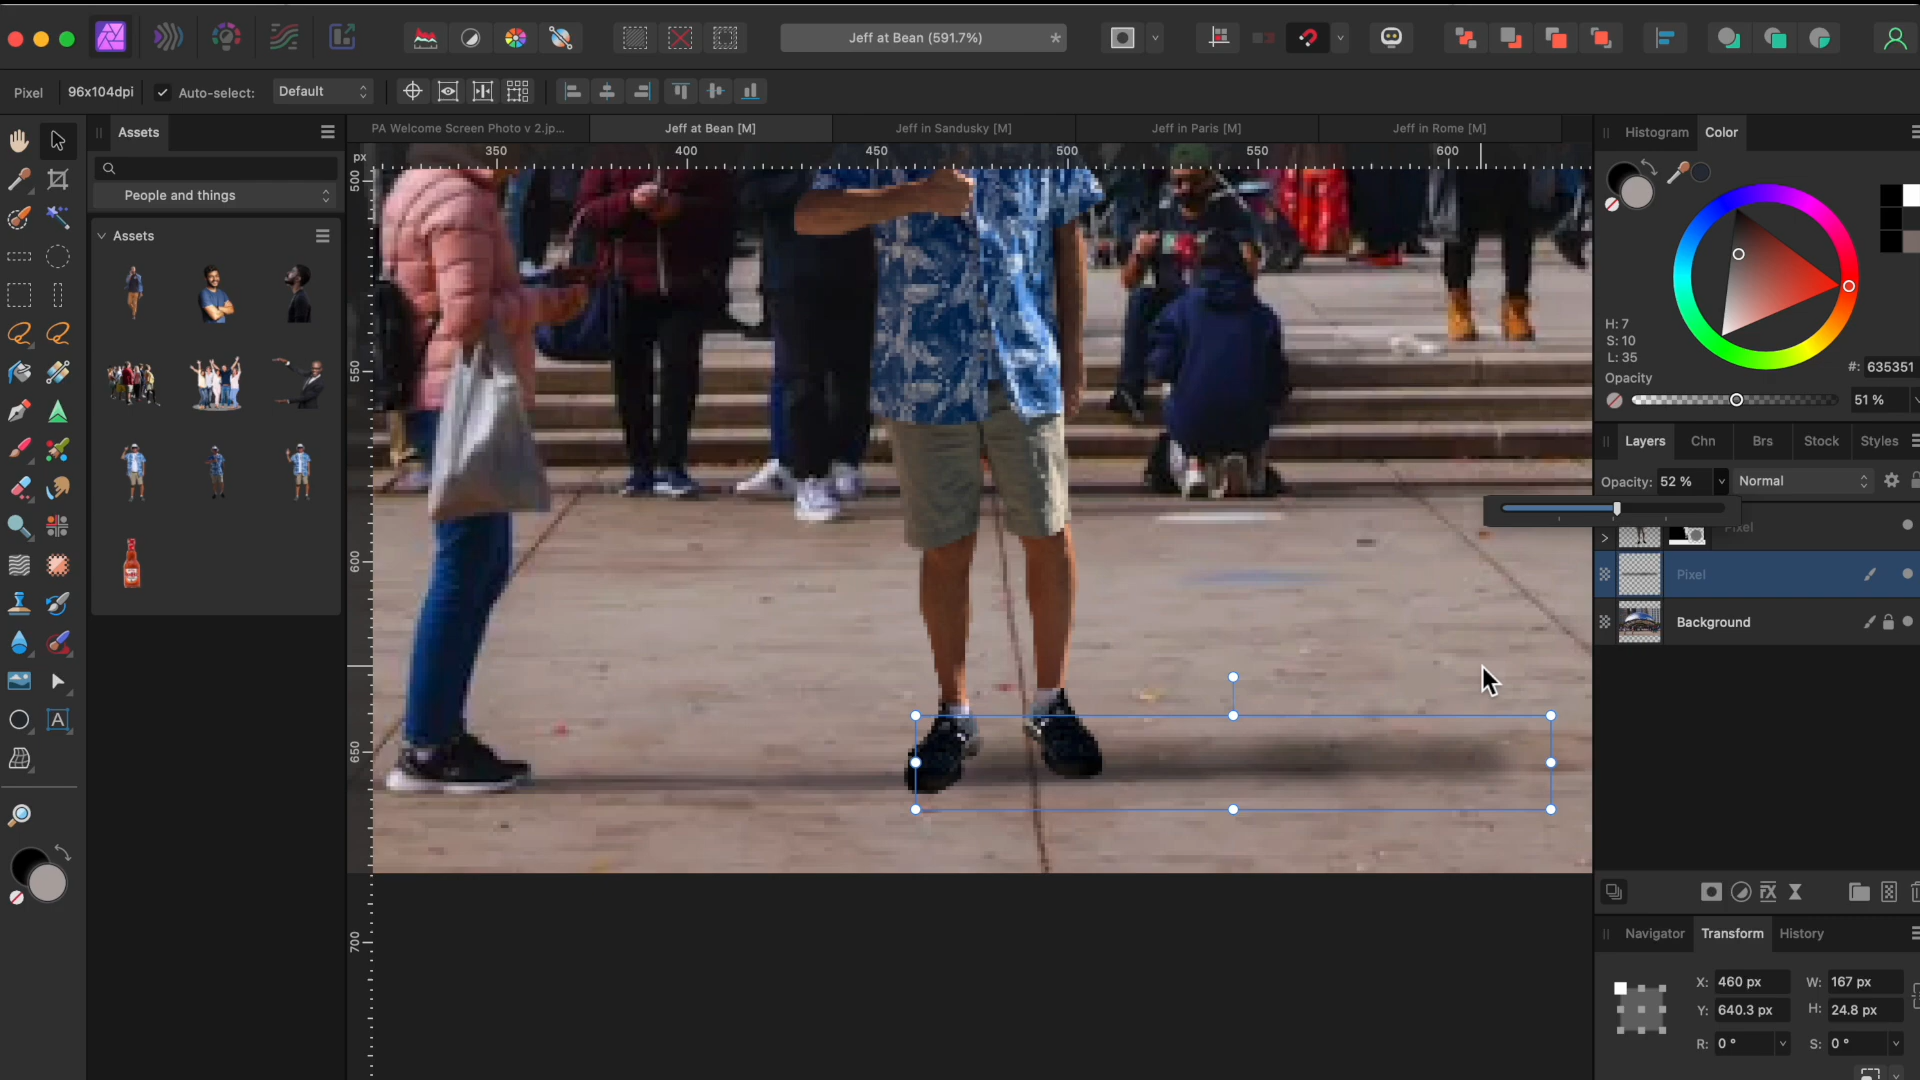 Jeff at Bean (591.7%)
*
Pixel 96x104dpi Auto-select: Default
Assets
People and things
Assets
PA Welcome Screen Photo v 2.jp... Jeff at Bean [M] Jeff in Sandusky [M] Jeff in Paris [M] Jeff in Rome [M]
px 350 400 450 500 550 600
500
550
600
650
700
Histogram Color
H: 7
S: 10
L: 35
#: 635351
Opacity
51 %
Layers Chn Brs Stock Styles
Opacity: 52 % Normal
Pixel
Pixel
Background
FX
Navigator Transform History
X: 460 px W: 167 px
Y: 640.3 px H: 24.8 px
R: 0 ° S: 0 °
A